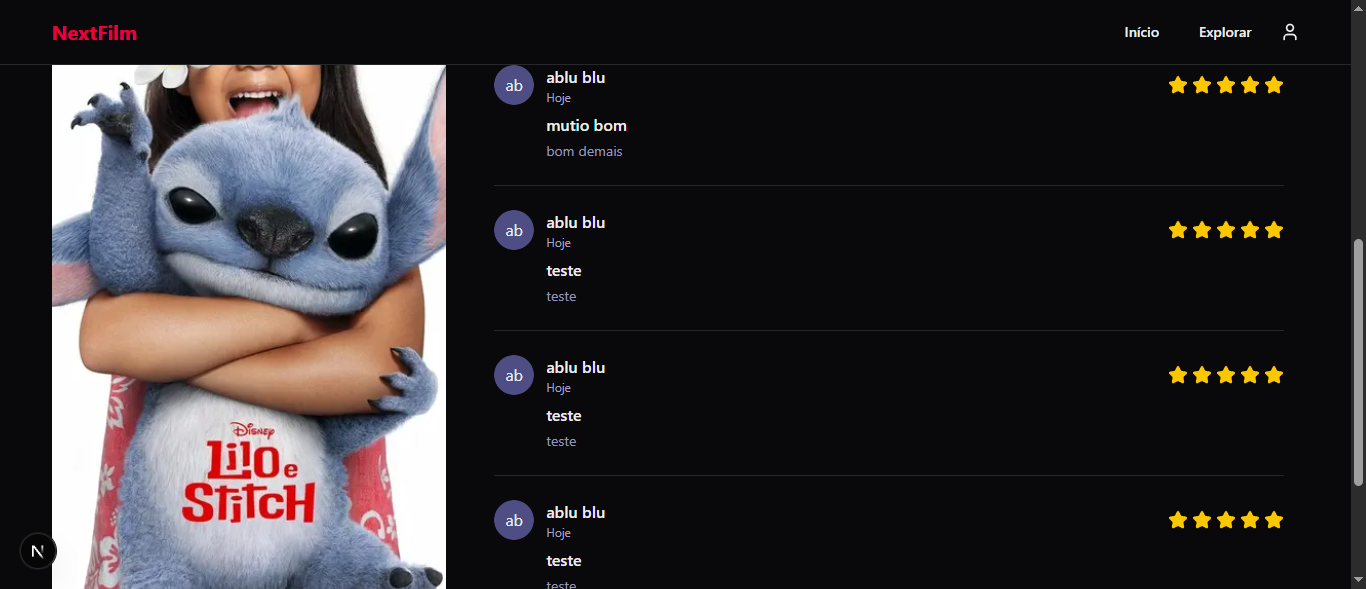 NextFilm
Início
Explorar
ab
ablu blu
Hoje
mutio bom
bom demais
ab
ablu blu
Hoje
teste
teste
ab
ablu blu
Hoje
teste
teste
ab
ablu blu
Hoje
teste
teste
Disney
Lilo e
Stitch
N